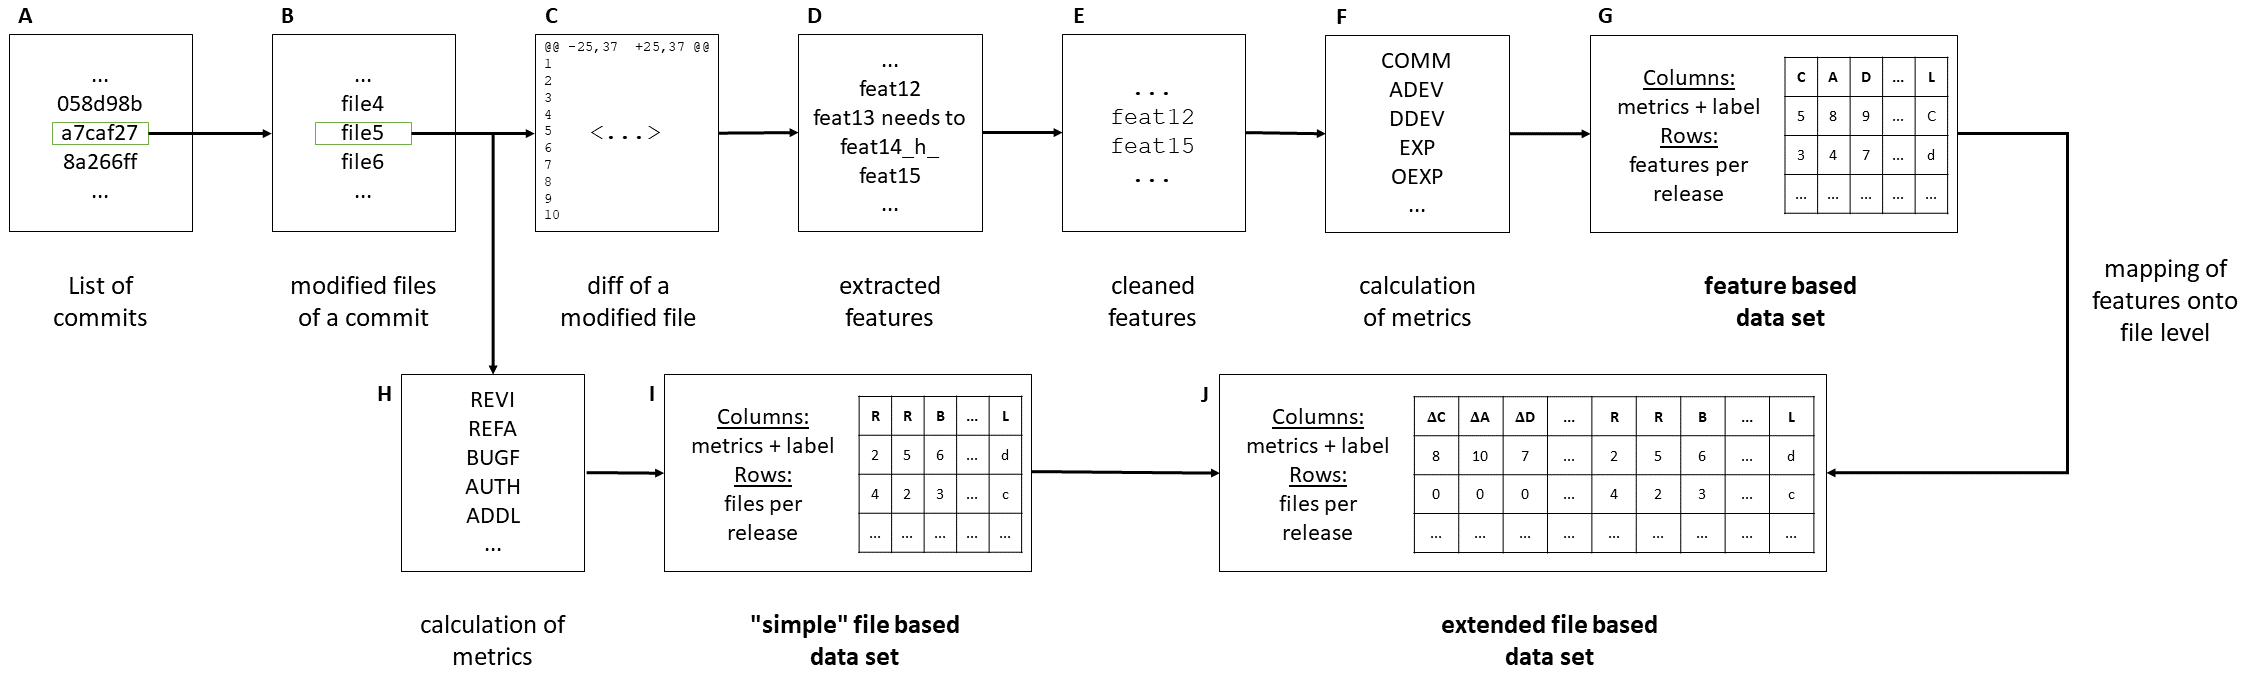 A
...
058d98b
a7caf27
8a266ff
...
List of
commits
B
...
file4
file5
file6
...
modified files
of a commit
C
@@ -25,37 +25,37 @@
1
2
3
4
5
6
7
8
9
10
<...>
diff of a
modified file
D
...
feat12
feat13 needs to
feat14_h_
feat15
...
extracted
features
E
...
feat12
feat15
...
cleaned
features
F
COMM
ADEV
DDEV
EXP
OEXP
...
calculation
of metrics
G
Columns:
metrics + label
Rows:
features per
release
C A D ... L
5 8 9 ... C
3 4 7 ... d
... ... ... ... ...
feature based
data set
mapping of
features onto
file level
H
REVI
REFA
BUGF
AUTH
ADDL
...
calculation of
metrics
I
Columns:
metrics + label
Rows:
files per
release
R R B ... L
2 5 6 ... d
4 2 3 ... c
... ... ... ... ...
"simple" file based
data set
J
Columns:
metrics + label
Rows:
files per
release
ΔC ΔA ΔD ... R R B ... L
8 10 7 ... 2 5 6 ... d
0 0 0 ... 4 2 3 ... c
... ... ... ... ... ... ... ... ...
extended file based
data set